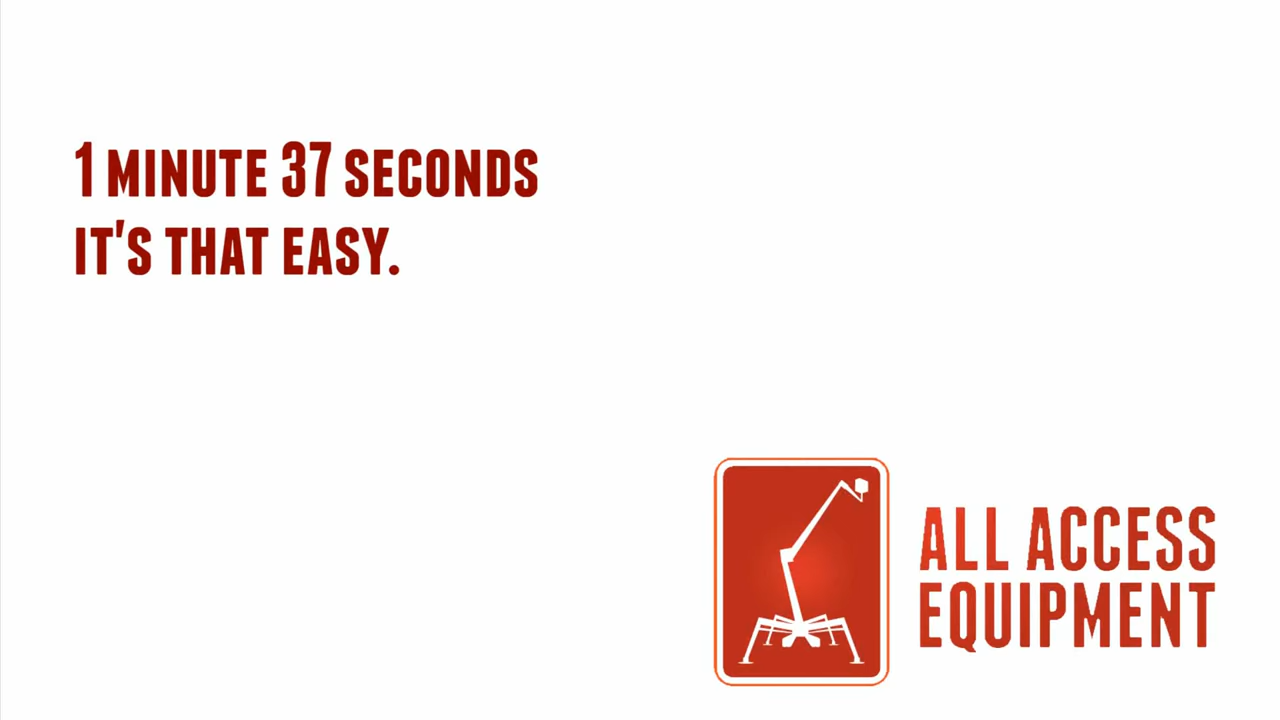 1 MINUTE 37 SECONDS
IT'S THAT EASY.
ALL ACCESS
EQUIPMENT